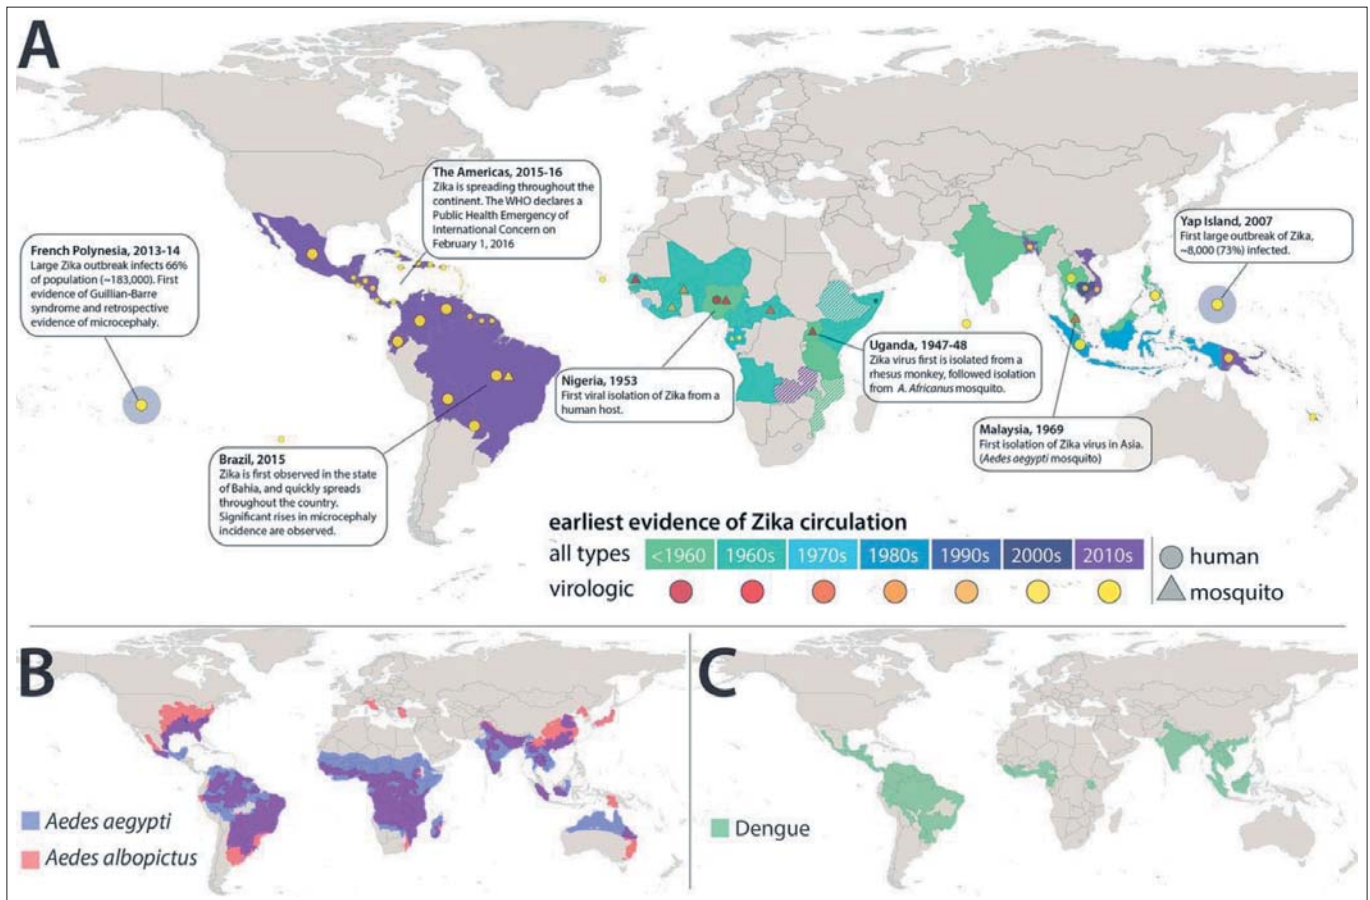 A
The Americas, 2015-16
Zika is spreading throughout the
continent. The WHO declares a
Public Health Emergency of
International Concern on
February 1, 2016
French Polynesia, 2013-14
Large Zika outbreak infects 66%
of population (~183,000). First
evidence of Guillian-Barre
syndrome and retrospective
evidence of microcephaly.
Yap Island, 2007
First large outbreak of Zika,
~8,000 (73%) infected.
Uganda, 1947-48
Zika virus first is isolated from a
rhesus monkey, followed isolation
from A. Africanus mosquito.
Nigeria, 1953
First viral isolation of Zika from a
human host.
Malaysia, 1969
First isolation of Zika virus in Asia.
(Aedes aegypti mosquito)
Brazil, 2015
Zika is first observed in the state
of Bahia, and quickly spreads
throughout the country.
Significant rises in microcephaly
incidence are observed.
earliest evidence of Zika circulation
all types <1960 1960s 1970s 1980s 1990s 2000s 2010s human
virologic mosquito
B
Aedes aegypti
Aedes albopictus
C
Dengue